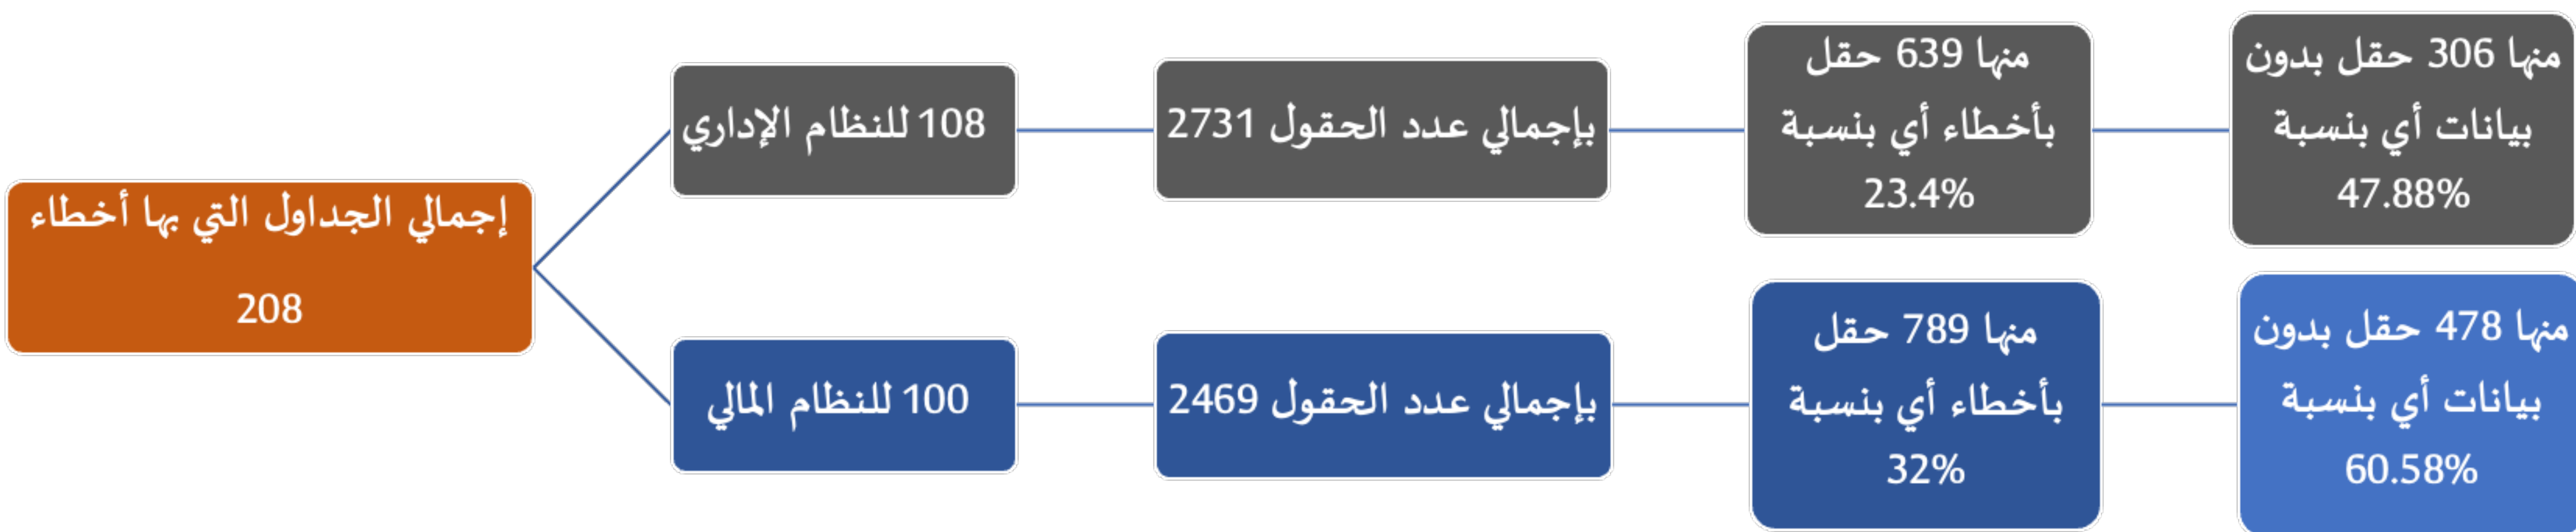 إجمالي الجداول التي بها أخطاء
208
108 للنظام الإداري
بإجمالي عدد الحقول 2731
منها 639 حقل
بأخطاء أي بنسبة
23.4%
منها 306 حقل بدون
بيانات أي بنسبة
47.88%
100 للنظام المالي
بإجمالي عدد الحقول 2469
منها 789 حقل
بأخطاء أي بنسبة
32%
منها 478 حقل بدون
بيانات أي بنسبة
60.58%